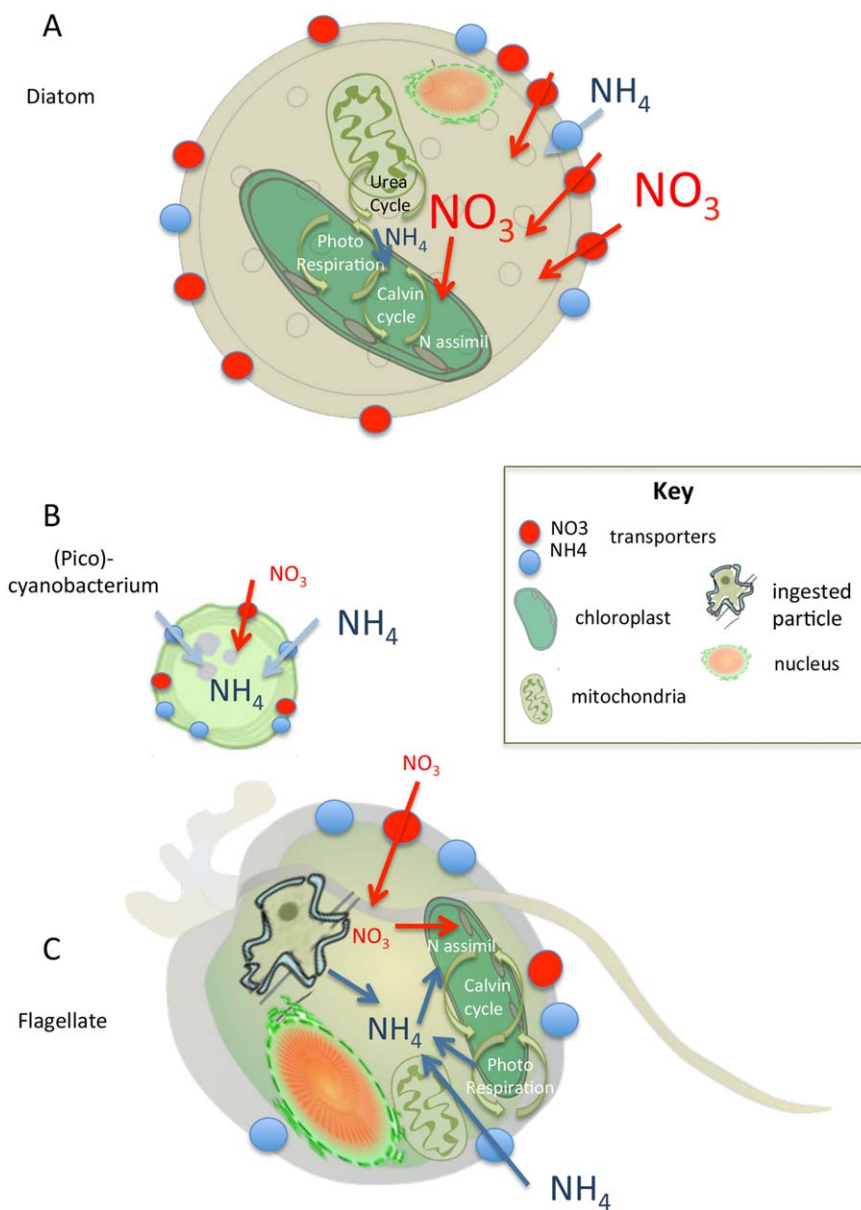 A
Diatom
NH4
NO3
Urea
Cycle
NO3
NH4
Photo
Respiration
Calvin
cycle
N assimil
B
(Pico)-
cyanobacterium
NO3
NH4
NH4
Key
NO3
NH4
transporters
chloroplast
ingested
particle
mitochondria
nucleus
NO3
C
Flagellate
NO3
N assimil
Calvin
cycle
NH4
Photo
Respiration
NH4